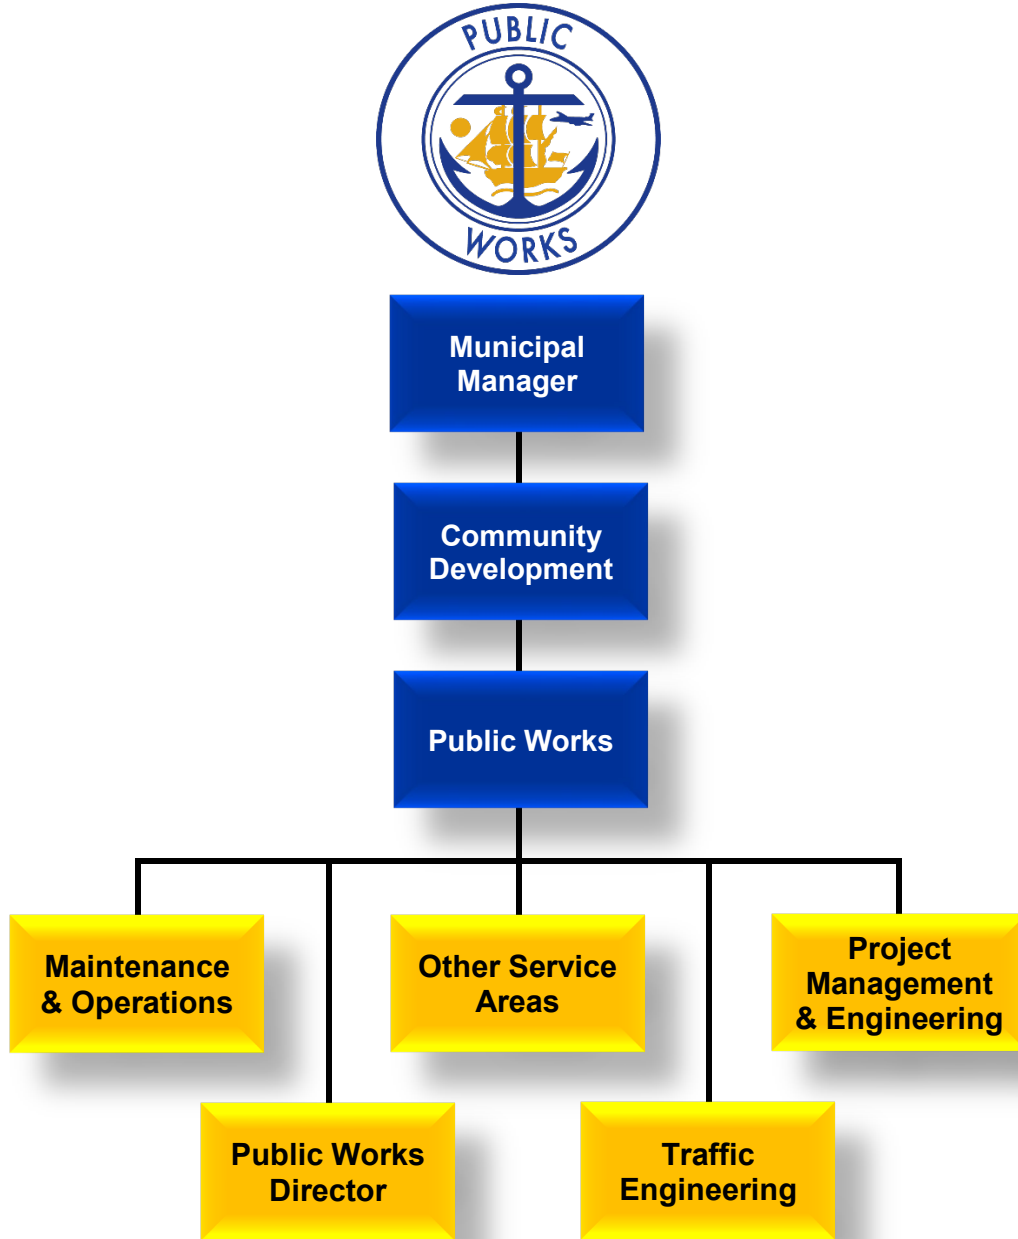 PUBLIC
WORKS
Municipal
Manager
Community
Development
Public Works
Maintenance
& Operations
Other Service
Areas
Project
Management
& Engineering
Public Works
Director
Traffic
Engineering